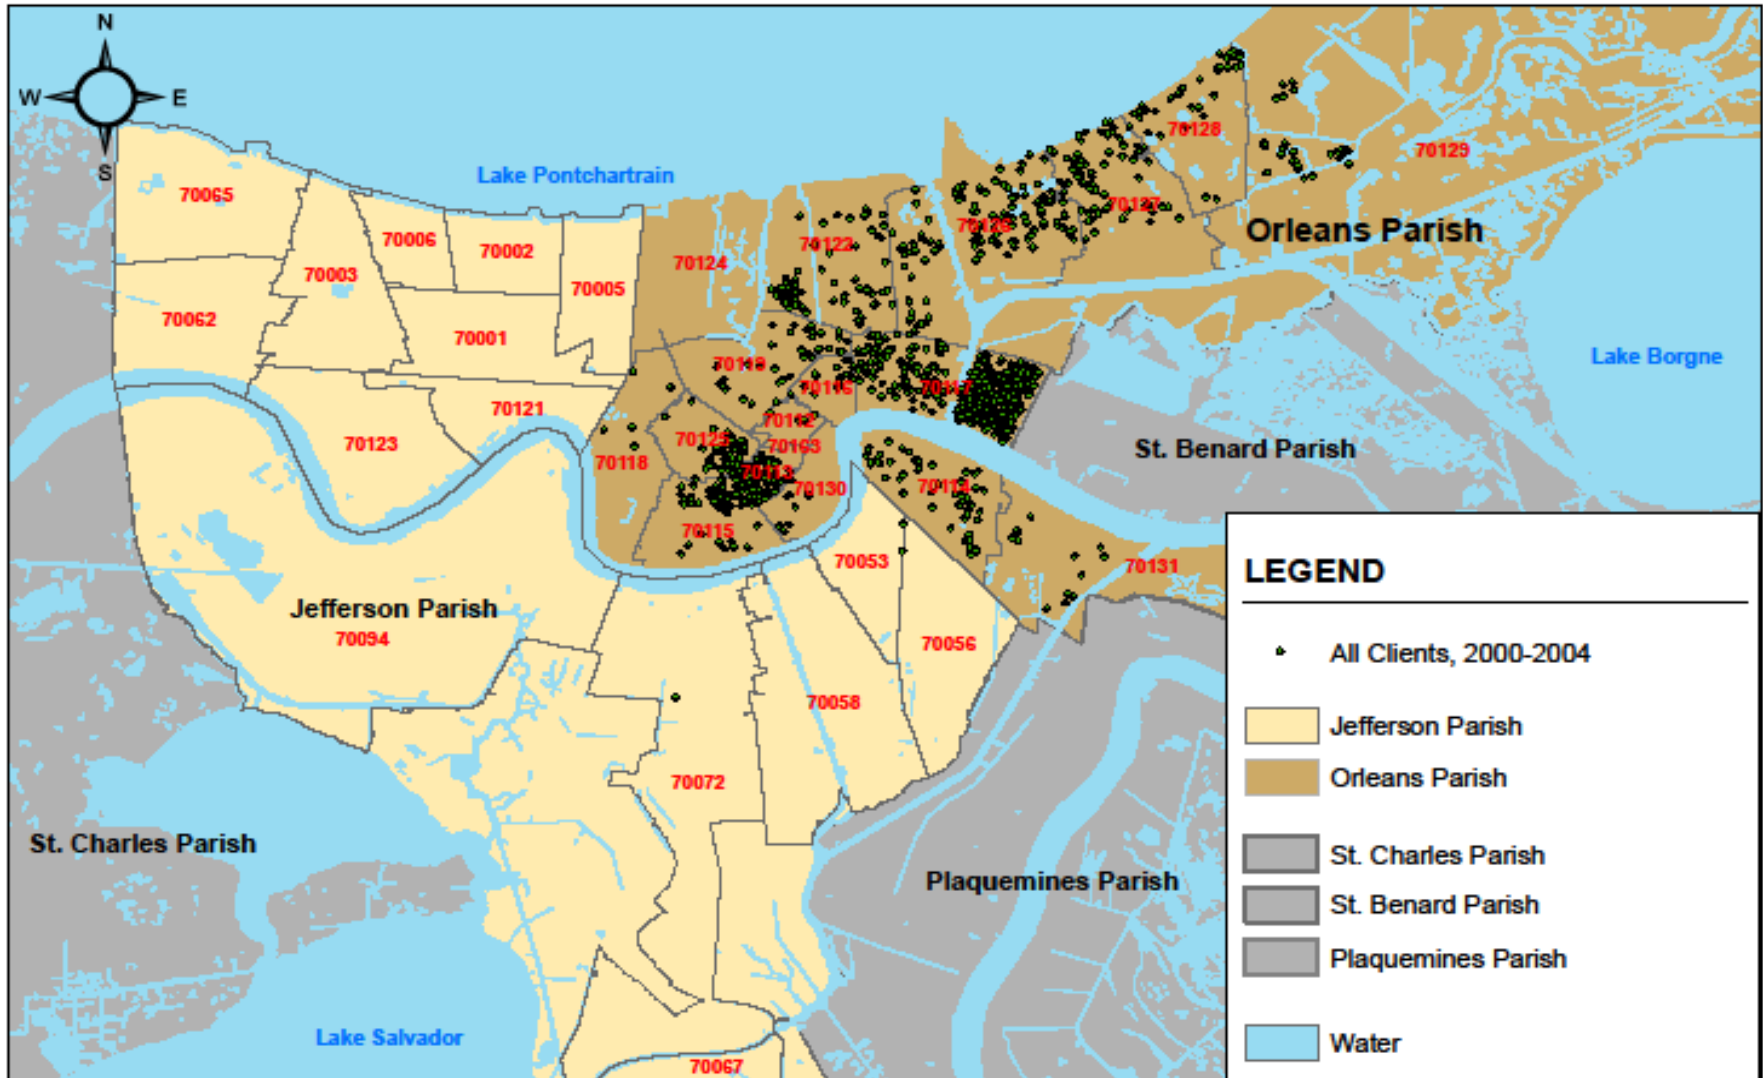 N
W
E
S
Lake Pontchartrain
70065
70003
70006
70002
70005
70124
70122
70126
70127
70128
70129
Orleans Parish
70062
70001
70119
70116
70117
Lake Borgne
70123
70121
70118
70125
70112
70163
70113
70130
70115
70114
70131
St. Benard Parish
Jefferson Parish
70094
70053
70056
70058
70072
St. Charles Parish
Plaquemines Parish
Lake Salvador
70067
LEGEND
All Clients, 2000-2004
Jefferson Parish
Orleans Parish
St. Charles Parish
St. Benard Parish
Plaquemines Parish
Water